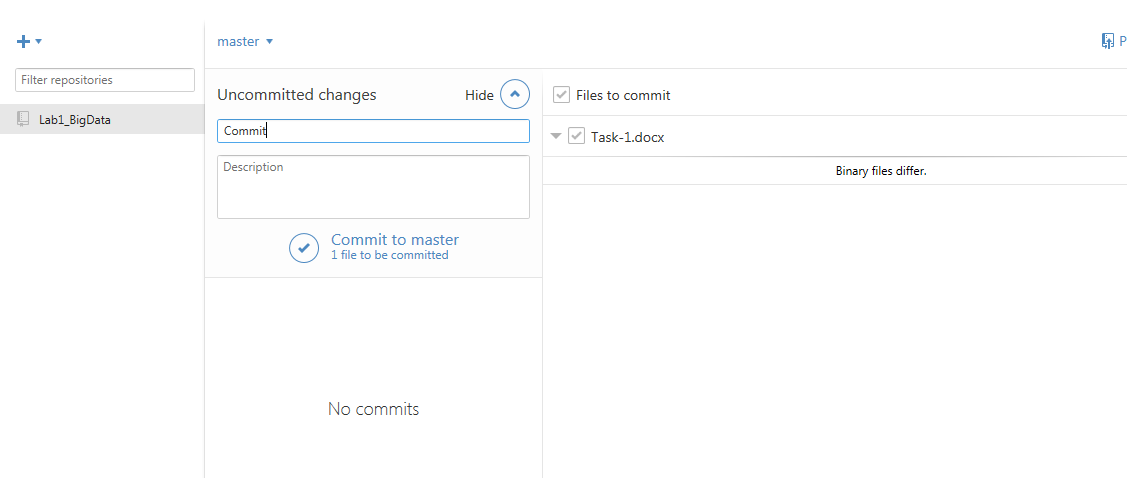 master
P
Filter repositories
Lab1_BigData
Uncommitted changes
Hide
Commit
Description
Commit to master
1 file to be committed
No commits
Files to commit
Task-1.docx
Binary files differ.